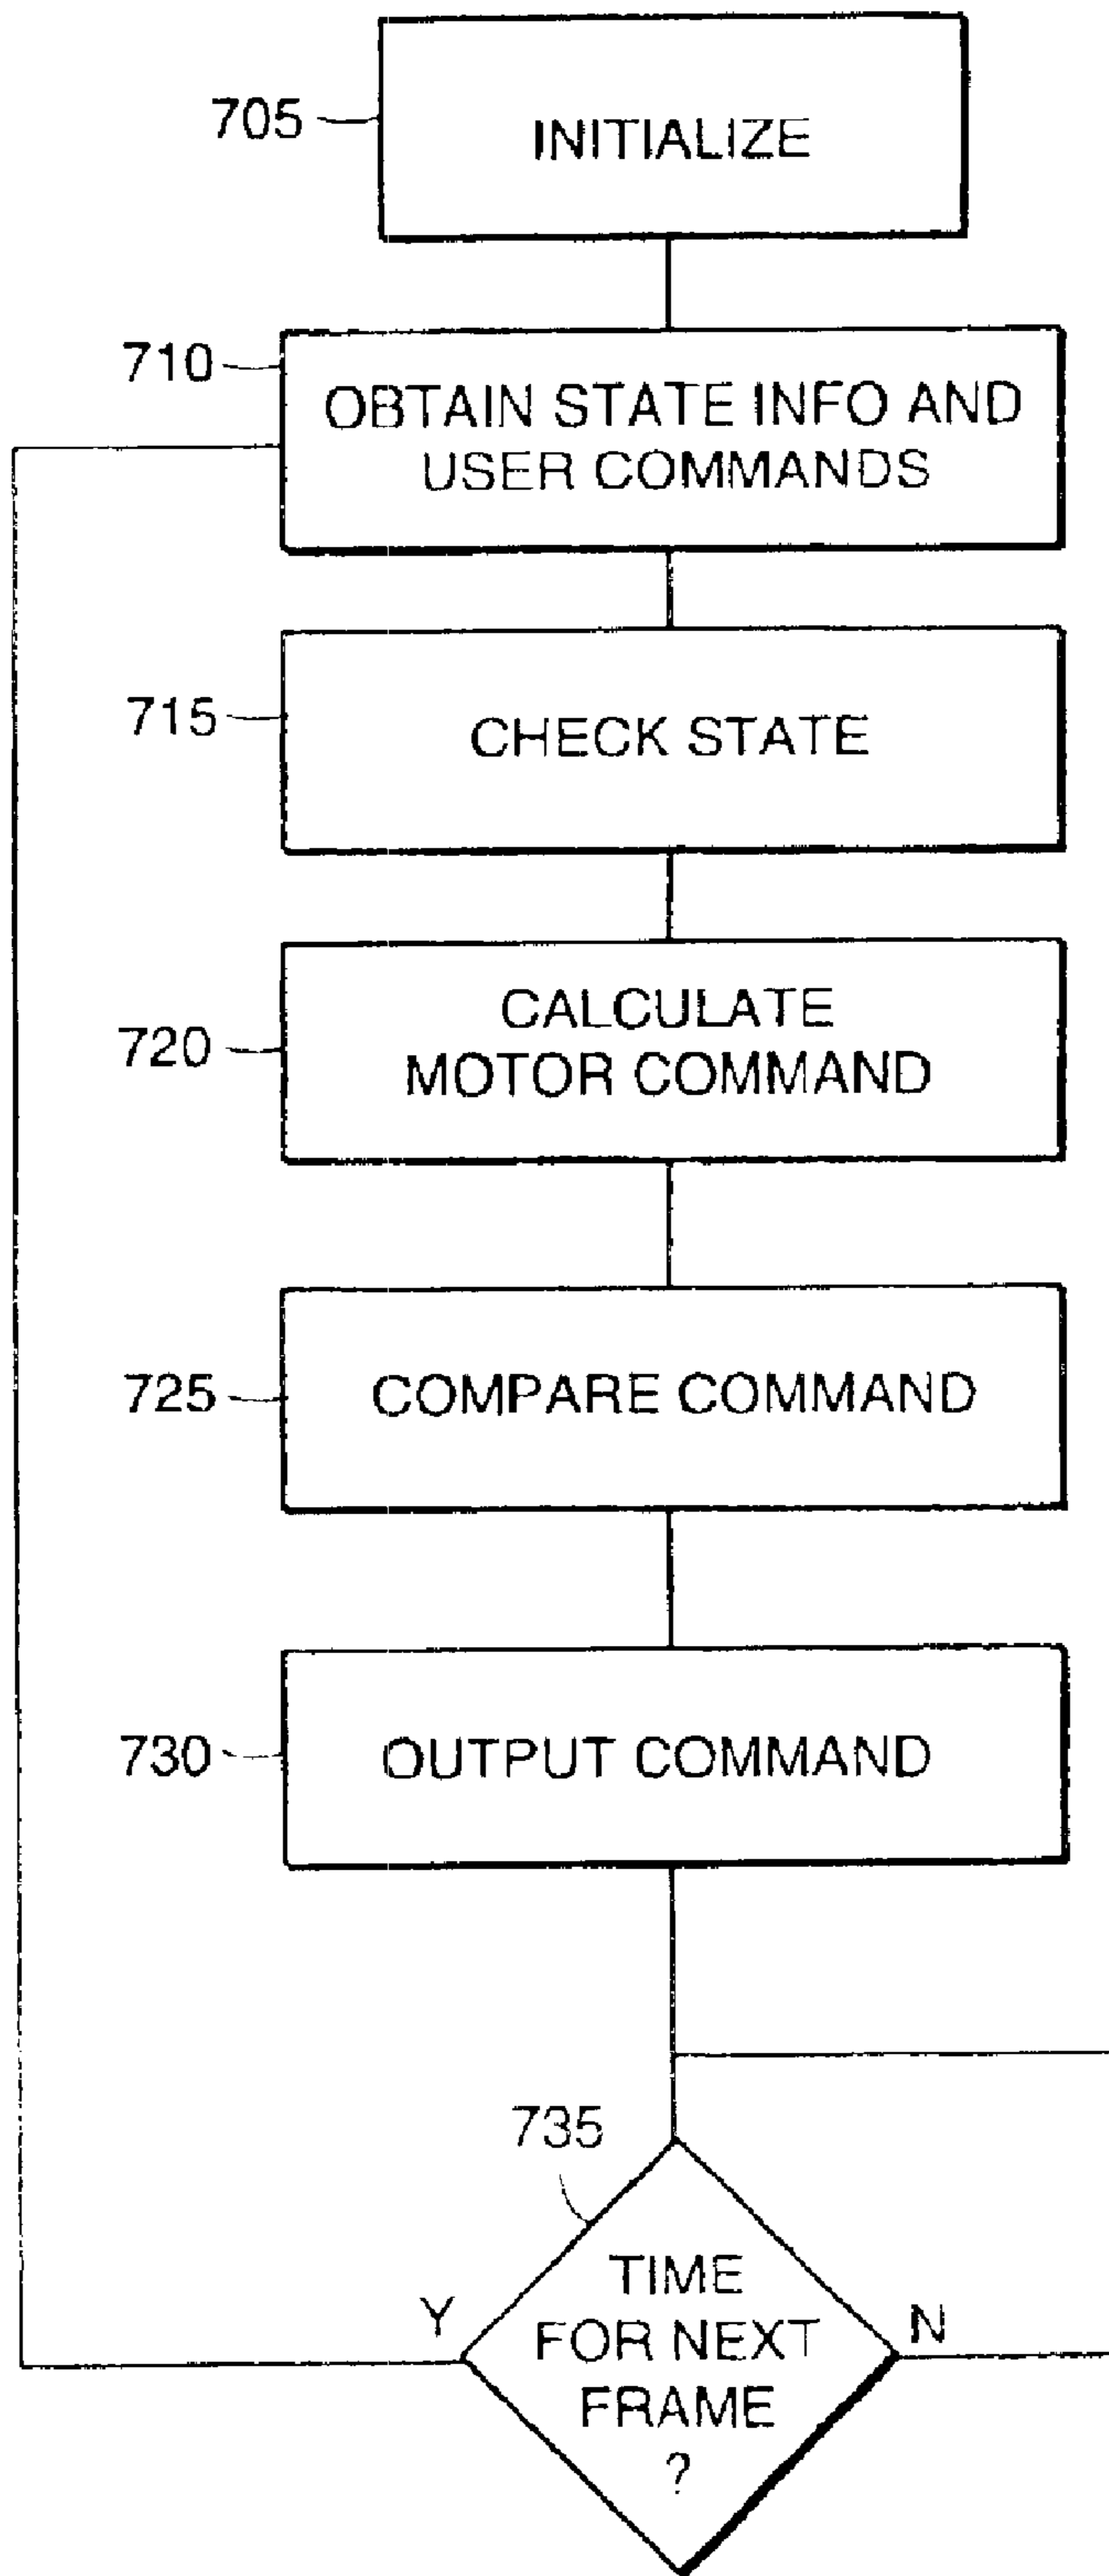 705
INITIALIZE
710
OBTAIN STATE INFO AND
USER COMMANDS
715
CHECK STATE
720
CALCULATE
MOTOR COMMAND
725
COMPARE COMMAND
730
OUTPUT COMMAND
735
TIME
FOR NEXT
FRAME
?
Y
N